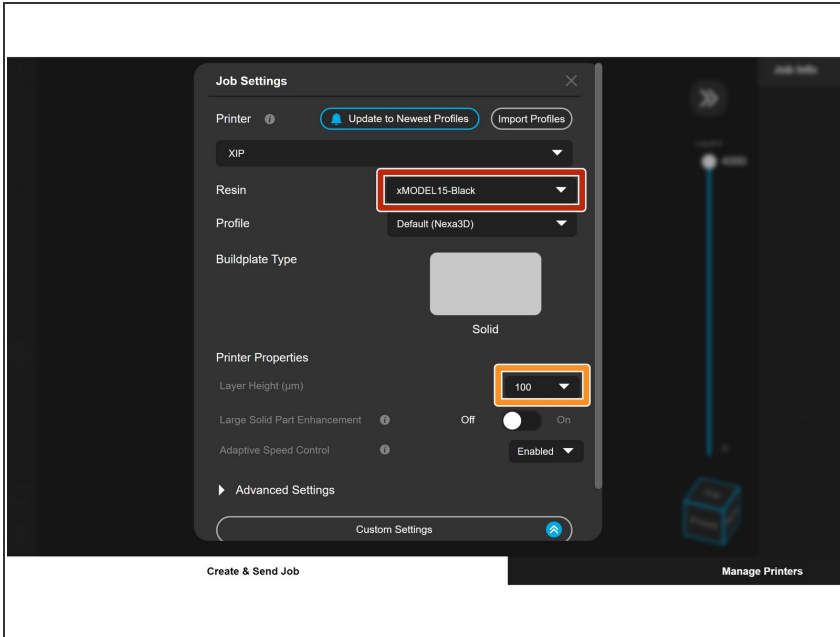 Job Settings
Job Info
Printer
Update to Newest Profiles
Import Profiles
XIP
Resin
xMODEL15-Black
Profile
Default (Nexa3D)
Buildplate Type
Solid
Printer Properties
Layer Height (µm)
100
Large Solid Part Enhancement
Off
On
Adaptive Speed Control
Enabled
Advanced Settings
Custom Settings
Create & Send Job
Manage Printers